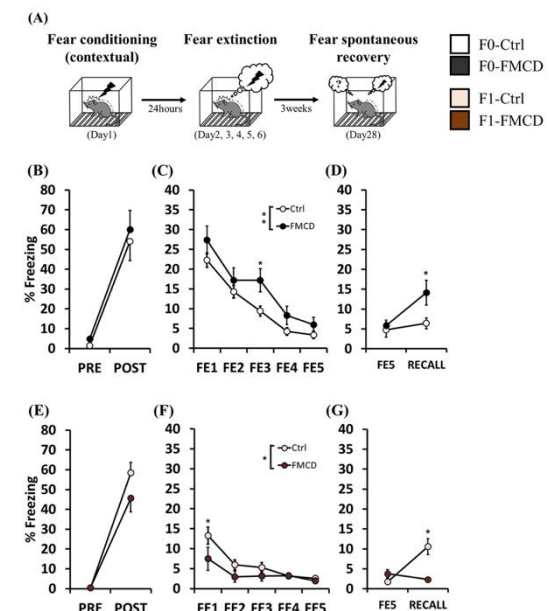 (A)
Fear conditioning
(contextual)
Fear extinction
Fear spontaneous
recovery
24hours
3weeks
(Day1)
(Day2, 3, 4, 5, 6)
(Day28)
F0-Ctrl
F0-FMCD
F1-Ctrl
F1-FMCD
(B)
% Freezing
80
70
60
50
40
30
20
10
0
PRE POST
(C)
40
35
30
25
20
15
10
5
0
**
Ctrl
FMCD
*
FE1 FE2 FE3 FE4 FE5
(D)
40
35
30
25
20
15
10
5
0
*
FE5 RECALL
(E)
% Freezing
80
70
60
50
40
30
20
10
0
PRE POST
(F)
40
35
30
25
20
15
10
5
0
*
Ctrl
FMCD
*
FE1 FE2 FE3 FE4 FE5
(G)
40
35
30
25
20
15
10
5
0
*
FE5 RECALL